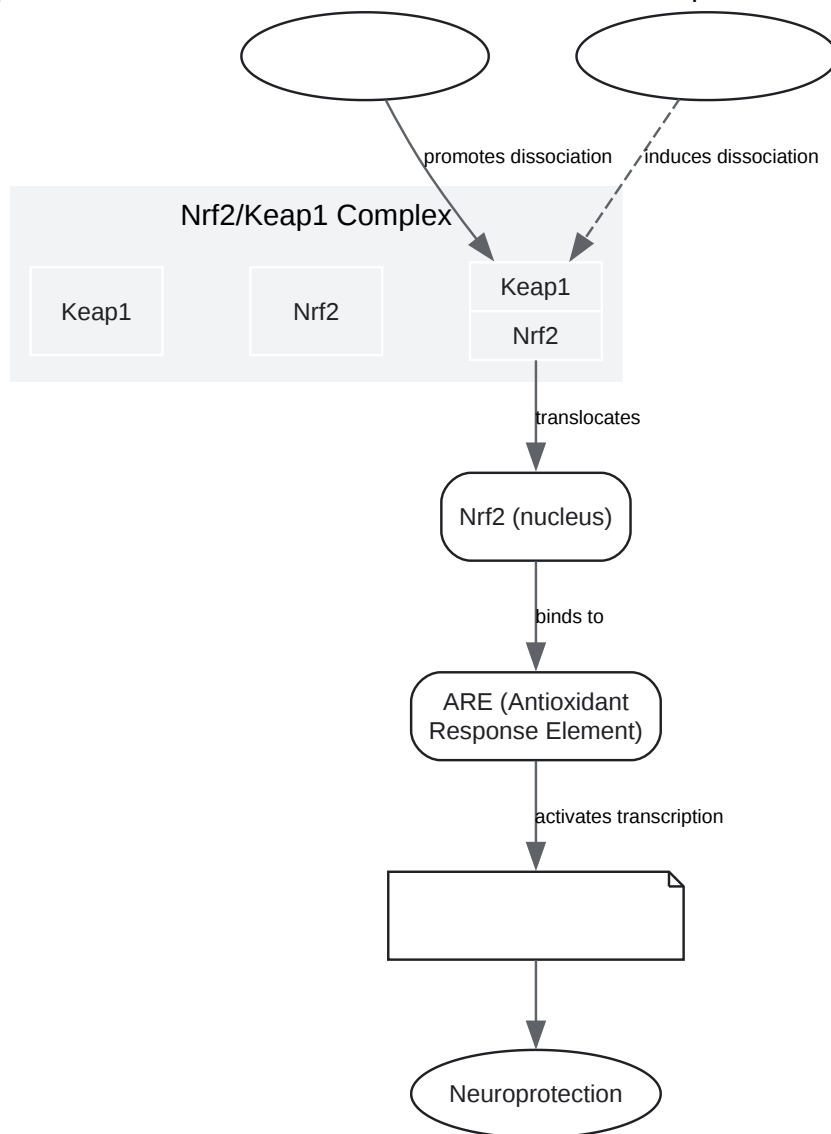 promotes dissociation
induces dissociation
Nrf2/Keap1 Complex
Keap1
Nrf2
Keap1
Nrf2
translocates
Nrf2 (nucleus)
binds to
ARE (Antioxidant
Response Element)
activates transcription
Neuroprotection